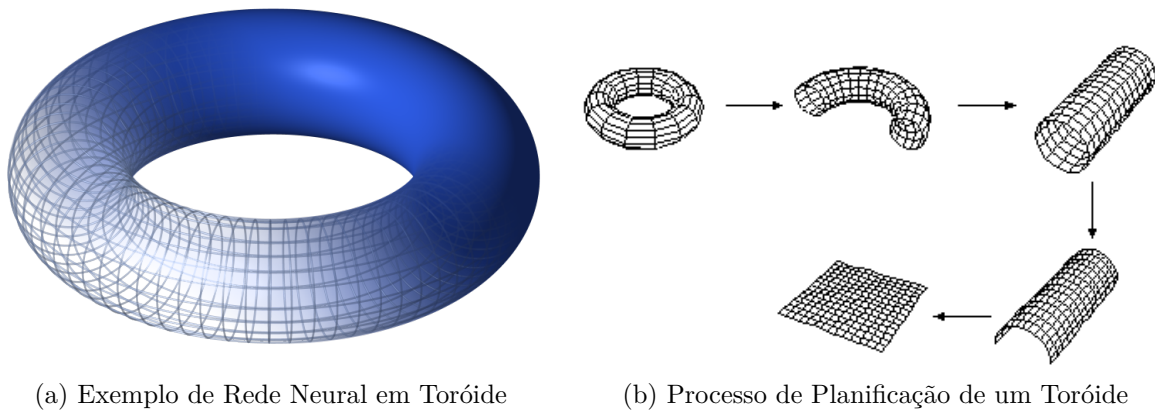 (a) Exemplo de Rede Neural em Toróide
(b) Processo de Planificação de um Toróide